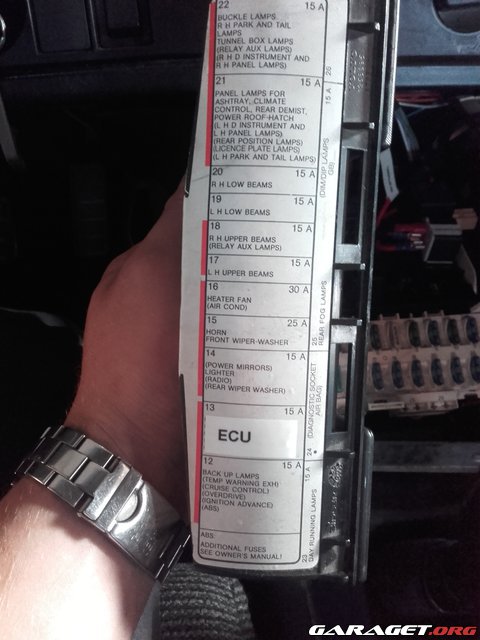 22 15 A
BUCKLE LAMPS
R H PARK AND TAIL
LAMPS
TUNNEL BOX LAMPS
(RELAY AUX LAMPS)
(R H D INSTRUMENT AND
R H PANEL LAMPS)
21 15 A
PANEL LAMPS FOR
ASHTRAY, CLIMATE
CONTROL, REAR DEMIST,
POWER ROOF-HATCH
(L H D INSTRUMENT AND
L H PANEL LAMPS)
(REAR POSITION LAMPS)
(LICENCE PLATE LAMPS)
(L H PARK AND TAIL LAMPS)
20 15 A
R H LOW BEAMS
19 15 A
L H LOW BEAMS
18 15 A
R H UPPER BEAMS
(RELAY AUX LAMPS)
17 15 A
L H UPPER BEAMS
16 30 A
HEATER FAN
(AIR COND)
15 25 A
HORN
FRONT WIPER-WASHER
14 15 A
(POWER MIRRORS)
LIGHTER
(RADIO)
(REAR WIPER WASHER)
13 15 A
ECU
12 15 A
BACK UP LAMPS
(TEMP WARNING EXH)
(CRUISE CONTROL)
(OVERDRIVE)
(IGNITION ADVANCE)
(ABS)
ABS:
ADDITIONAL FUSES
SEE OWNER'S MANUAL!
26 15 A
(DIM/DIP LAMPS
GB)
25
REAR FOG LAMPS
24
(DIAGNOSTIC SOCKET
AIR BAG)
23 15 A
DAY RUNNING LAMPS
GARAGET.ORG